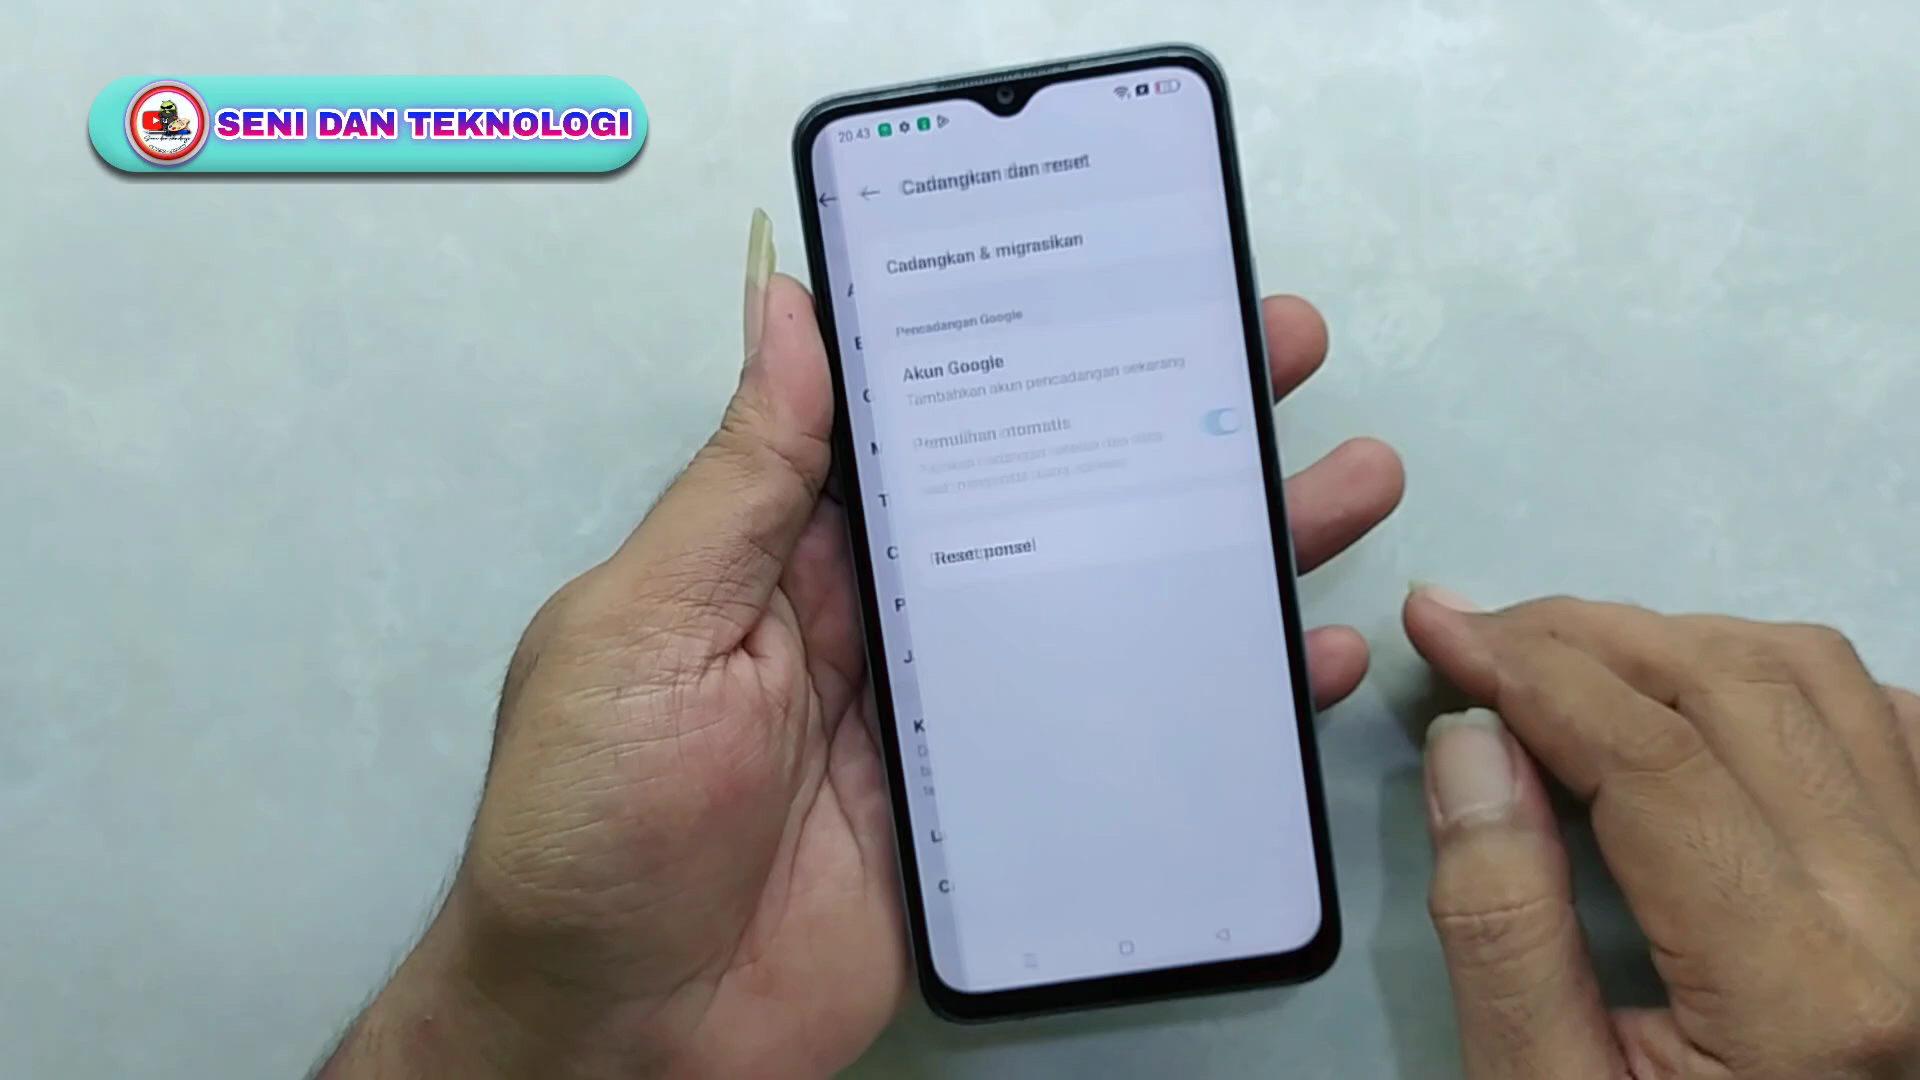 SENI DAN TEKNOLOGI
20.43
Cadangkan dan reset
Cadangkan & migrasikan
Pencadangan Google
Akun Google
Tambahkan akun pencadangan sekarang
Pemulihan otomatis
Reset ponsel